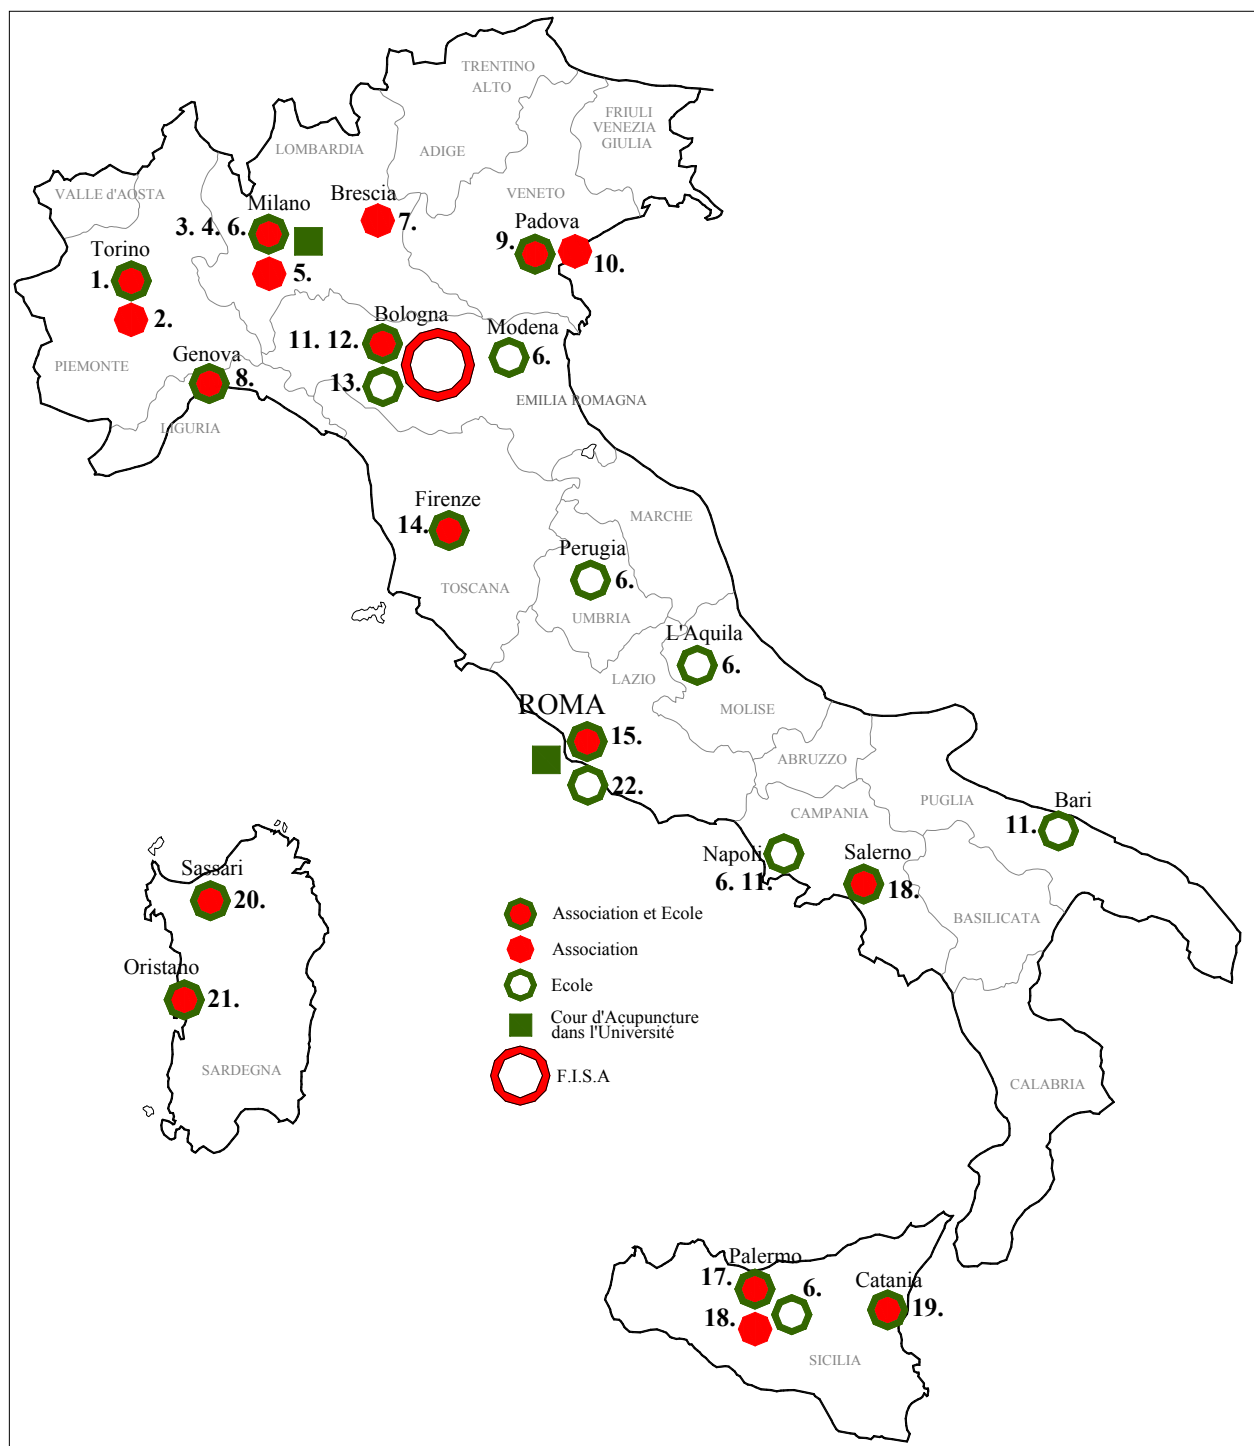 TRENTINO
ALTO
ADIGE
FRIULI
VENEZIA
GIULIA
LOMBARDIA
VALLE d'AOSTA
VENETO
Brescia
7.
Milano
3. 4. 6.
5.
Padova
9.
10.
Torino
1.
2.
PIEMONTE
Bologna
11. 12.
13.
Modena
6.
EMILIA ROMAGNA
Genova
8.
LIGURIA
Firenze
14.
TOSCANA
MARCHE
Perugia
6.
UMBRIA
L'Aquila
6.
LAZIO
MOLISE
ROMA
15.
22.
ABRUZZO
CAMPANIA
PUGLIA
Bari
11.
Napoli
6. 11.
Salerno
18.
BASILICATA
Sassari
20.
Oristano
21.
SARDEGNA
Association et Ecole
Association
Ecole
Cour d'Acupuncture
dans l'Université
F.I.S.A
CALABRIA
Palermo
17.
6.
18.
Catania
19.
SICILIA